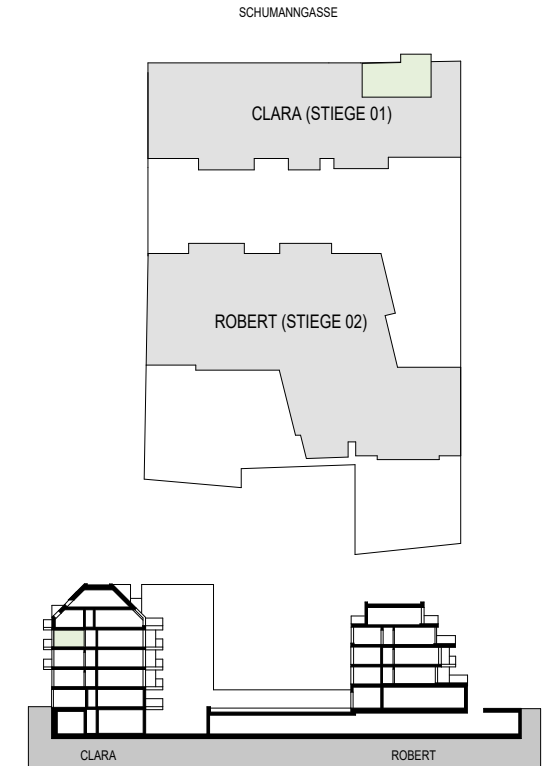 SCHUMANNGASSE
CLARA (STIEGE 01)
ROBERT (STIEGE 02)
CLARA
ROBERT